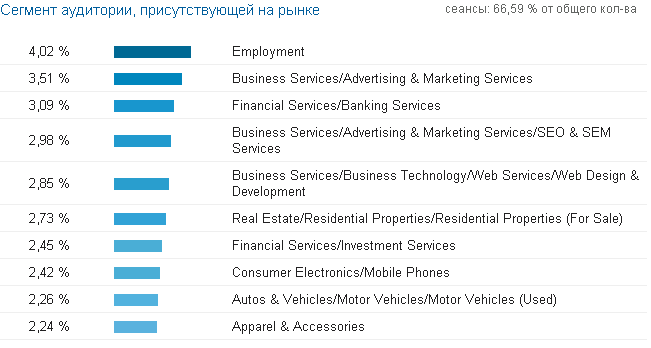 Сегмент аудитории, присутствующей на рынке
сеансы: 66,59 % от общего кол-ва
4,02 % Employment
3,51 % Business Services/Advertising & Marketing Services
3,09 % Financial Services/Banking Services
2,98 % Business Services/Advertising & Marketing Services/SEO & SEM
Services
2,85 % Business Services/Business Technology/Web Services/Web Design &
Development
2,73 % Real Estate/Residential Properties/Residential Properties (For Sale)
2,45 % Financial Services/Investment Services
2,42 % Consumer Electronics/Mobile Phones
2,26 % Autos & Vehicles/Motor Vehicles/Motor Vehicles (Used)
2,24 % Apparel & Accessories